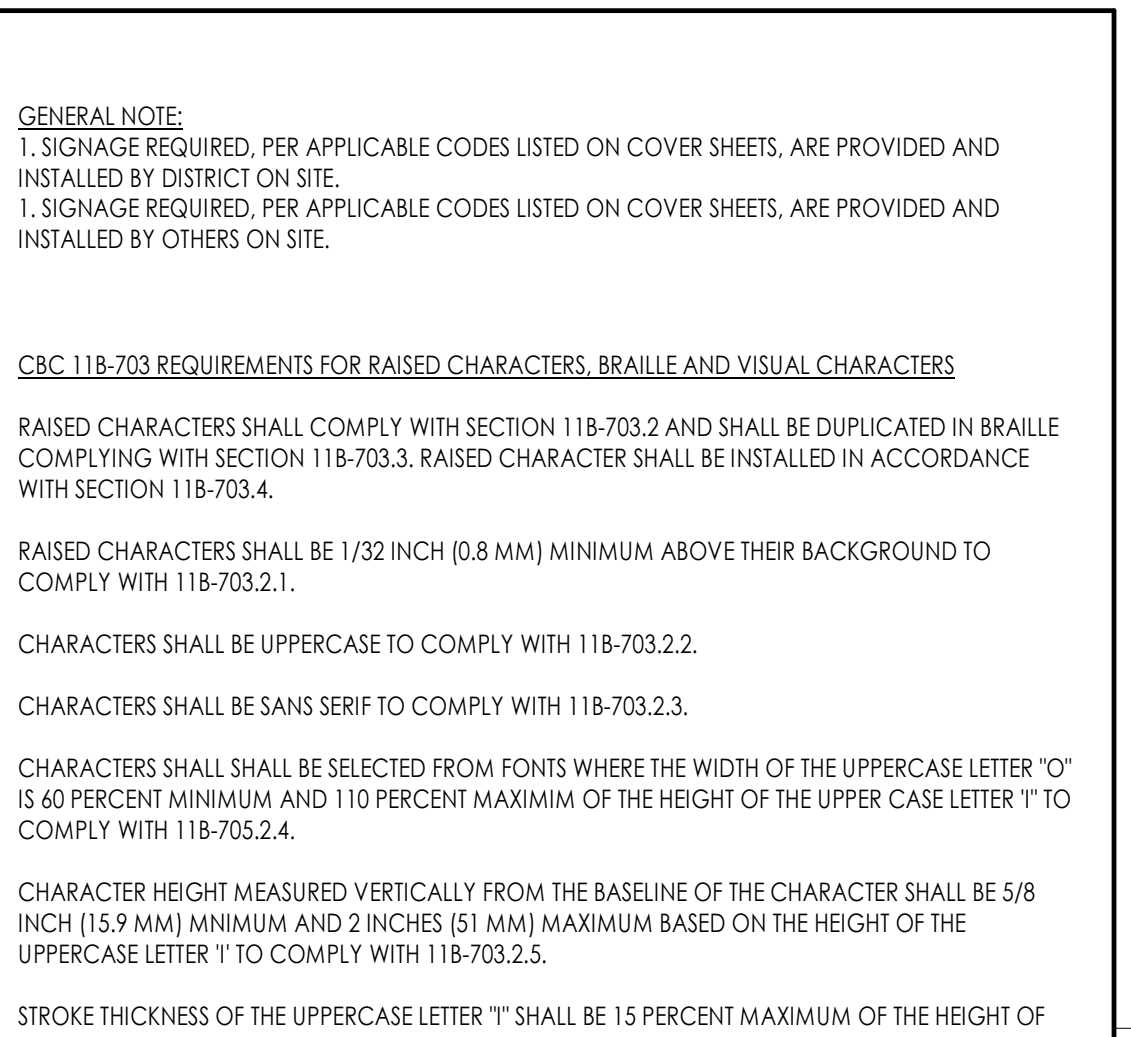 GENERAL NOTE:
1. SIGNAGE REQUIRED, PER APPLICABLE CODES LISTED ON COVER SHEETS, ARE PROVIDED AND
INSTALLED BY DISTRICT ON SITE.
1. SIGNAGE REQUIRED, PER APPLICABLE CODES LISTED ON COVER SHEETS, ARE PROVIDED AND
INSTALLED BY OTHERS ON SITE.
CBC 11B-703 REQUIREMENTS FOR RAISED CHARACTERS, BRAILLE AND VISUAL CHARACTERS
RAISED CHARACTERS SHALL COMPLY WITH SECTION 11B-703.2 AND SHALL BE DUPLICATED IN BRAILLE
COMPLYING WITH SECTION 11B-703.3. RAISED CHARACTER SHALL BE INSTALLED IN ACCORDANCE
WITH SECTION 11B-703.4.
RAISED CHARACTERS SHALL BE 1/32 INCH (0.8 MM) MINIMUM ABOVE THEIR BACKGROUND TO
COMPLY WITH 11B-703.2.1.
CHARACTERS SHALL BE UPPERCASE TO COMPLY WITH 11B-703.2.2.
CHARACTERS SHALL BE SANS SERIF TO COMPLY WITH 11B-703.2.3.
CHARACTERS SHALL SHALL BE SELECTED FROM FONTS WHERE THE WIDTH OF THE UPPERCASE LETTER "O"
IS 60 PERCENT MINIMUM AND 110 PERCENT MAXIMIM OF THE HEIGHT OF THE UPPER CASE LETTER 'I" TO
COMPLY WITH 11B-705.2.4.
CHARACTER HEIGHT MEASURED VERTICALLY FROM THE BASELINE OF THE CHARACTER SHALL BE 5/8
INCH (15.9 MM) MNIMUM AND 2 INCHES (51 MM) MAXIMUM BASED ON THE HEIGHT OF THE
UPPERCASE LETTER 'I' TO COMPLY WITH 11B-703.2.5.
STROKE THICKNESS OF THE UPPERCASE LETTER "I" SHALL BE 15 PERCENT MAXIMUM OF THE HEIGHT OF